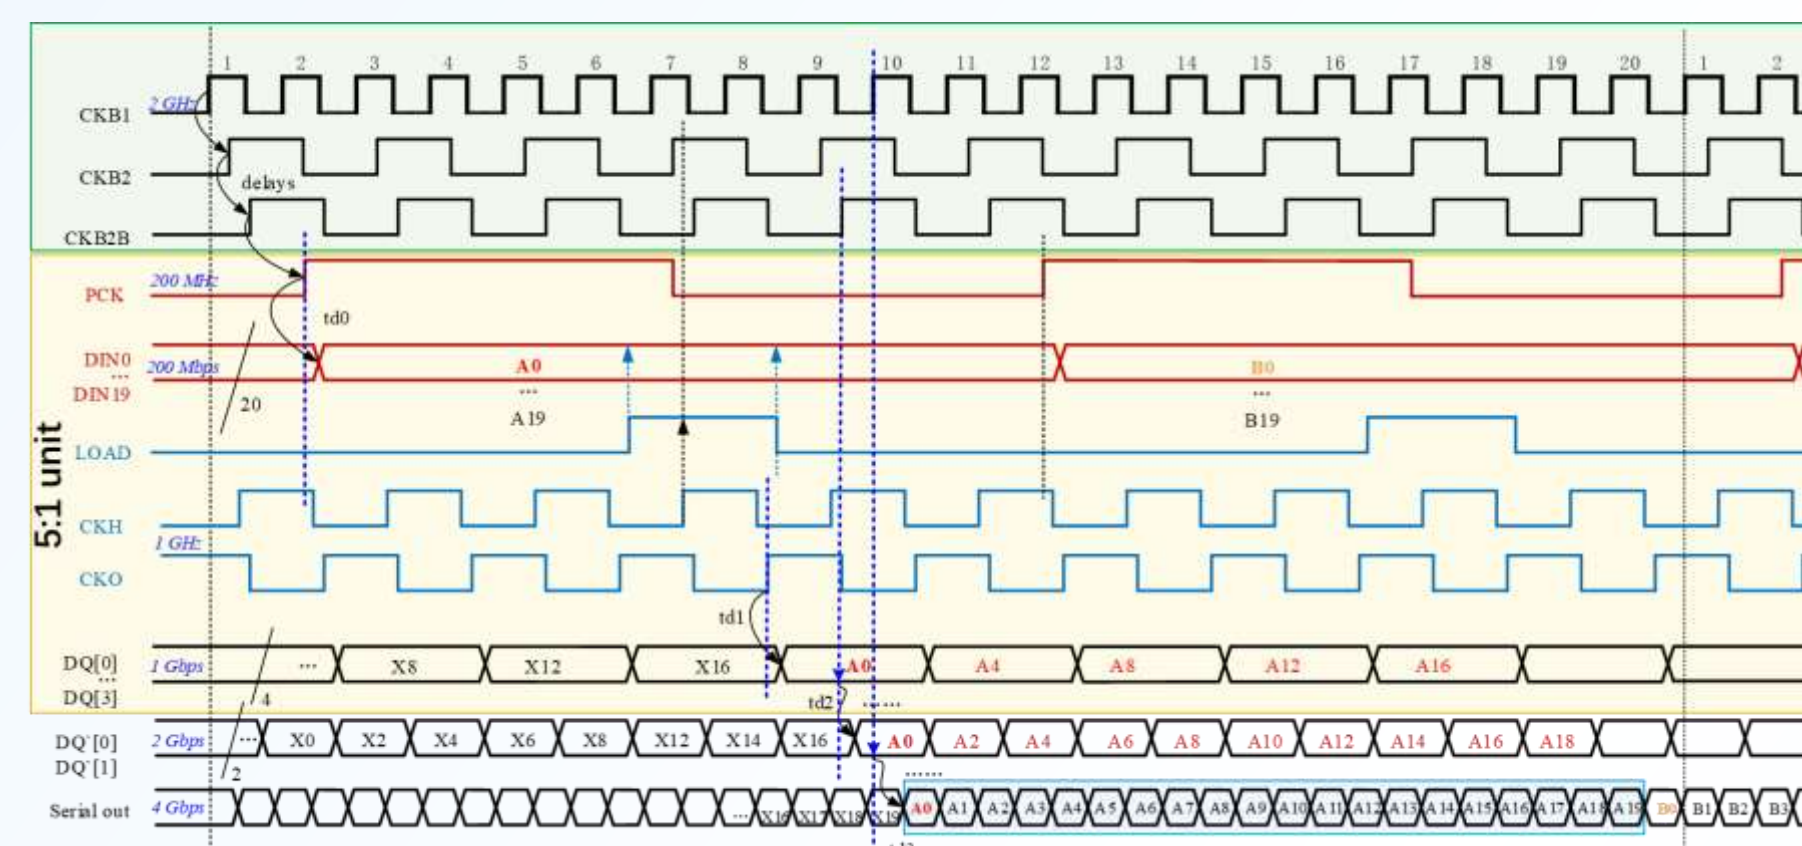 1 2 3 4 5 6 7 8 9 10 11 12 13 14 15 16 17 18 19 20 1 2
CKB1 2 GHz
CKB2
delays
CKB2B
PCK 200 MHz
td0
DIN0 200 Mbps A0 B0
... ... ...
DIN19 20 A19 B19
5:1 unit
LOAD
CKH
1 GHz
CKO
td1
DQ[0] 1 Gbps ... X8 X12 X16 A0 A4 A8 A12 A16
...
DQ[3] 4 td2 ......
DQ`[0] 2 Gbps ... X0 X2 X4 X6 X8 X12 X14 X16 A0 A2 A4 A6 A8 A10 A12 A14 A16 A18
DQ`[1] 2 ......
Serial out 4 Gbps ... X16 X17 X18 X19 A0 A1 A2 A3 A4 A5 A6 A7 A8 A9 A10 A11 A12 A13 A14 A15 A16 A17 A18 A19 B0 B1 B2 B3